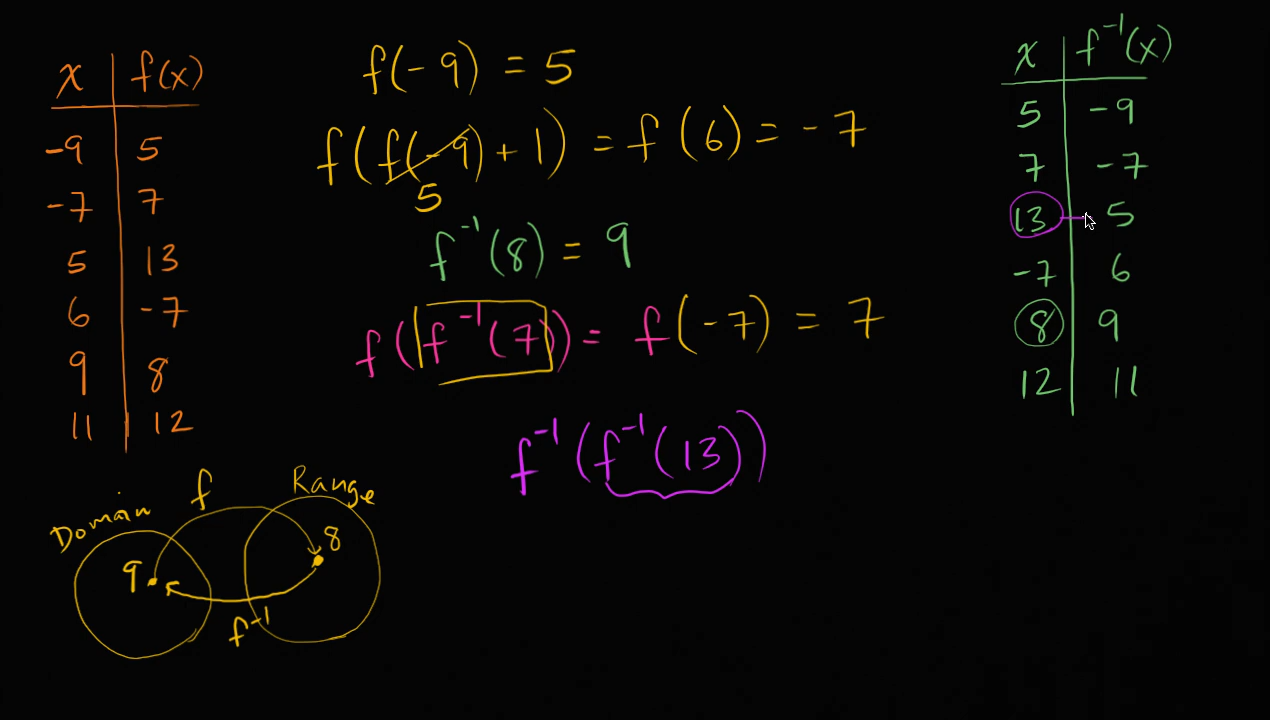 x f(x)
-9 5
-7 7
5 13
6 -7
9 8
11 12
f(-9) = 5
f(f(-9)+1) = f(6) = -7
5
f⁻¹(8) = 9
f(f⁻¹(7)) = f(-7) = 7
f⁻¹(f⁻¹(13))
x f⁻¹(x)
5 -9
7 -7
13 5
-7 6
8 9
12 11
f
Domain Range
9 8
f⁻¹